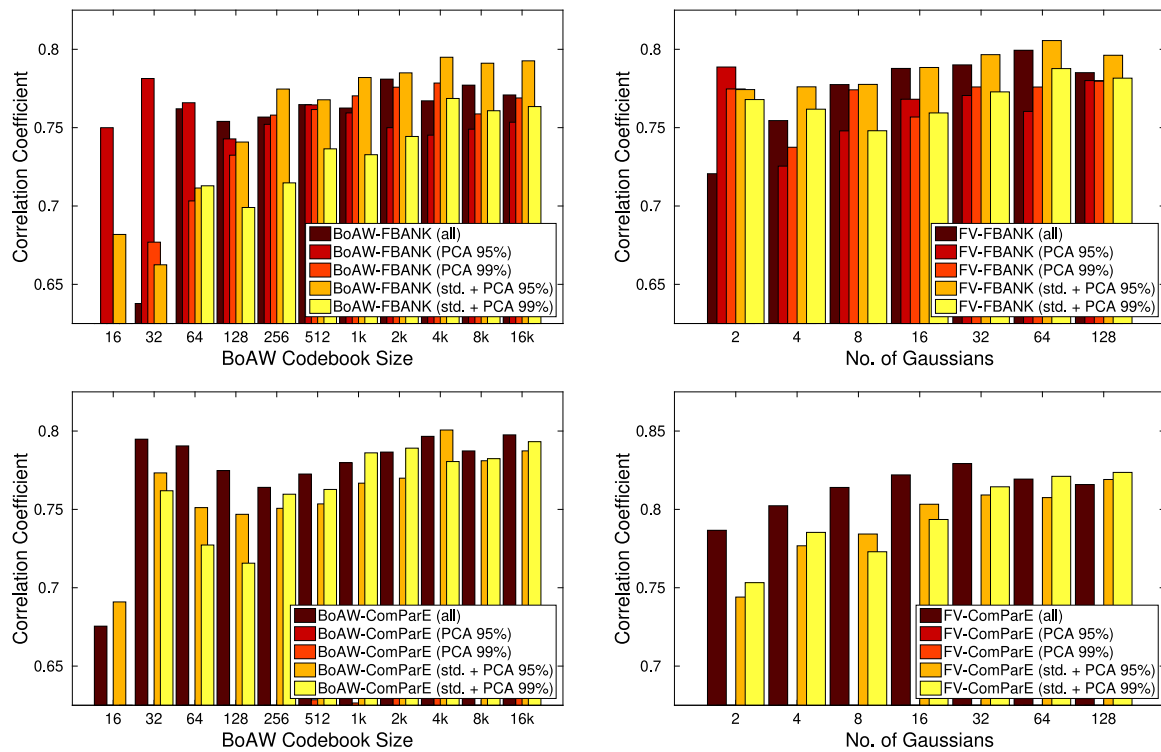 0.8
0.75
0.7
0.65
Correlation Coefficient
BoAW-FBANK (all)
BoAW-FBANK (PCA 95%)
BoAW-FBANK (PCA 99%)
BoAW-FBANK (std. + PCA 95%)
BoAW-FBANK (std. + PCA 99%)
16 32 64 128 256 512 1k 2k 4k 8k 16k
BoAW Codebook Size
0.8
0.75
0.7
0.65
Correlation Coefficient
FV-FBANK (all)
FV-FBANK (PCA 95%)
FV-FBANK (PCA 99%)
FV-FBANK (std. + PCA 95%)
FV-FBANK (std. + PCA 99%)
2 4 8 16 32 64 128
No. of Gaussians
0.8
0.75
0.7
0.65
Correlation Coefficient
BoAW-ComParE (all)
BoAW-ComParE (PCA 95%)
BoAW-ComParE (PCA 99%)
BoAW-ComParE (std. + PCA 95%)
BoAW-ComParE (std. + PCA 99%)
16 32 64 128 256 512 1k 2k 4k 8k 16k
BoAW Codebook Size
0.85
0.8
0.75
0.7
Correlation Coefficient
FV-ComParE (all)
FV-ComParE (PCA 95%)
FV-ComParE (PCA 99%)
FV-ComParE (std. + PCA 95%)
FV-ComParE (std. + PCA 99%)
2 4 8 16 32 64 128
No. of Gaussians